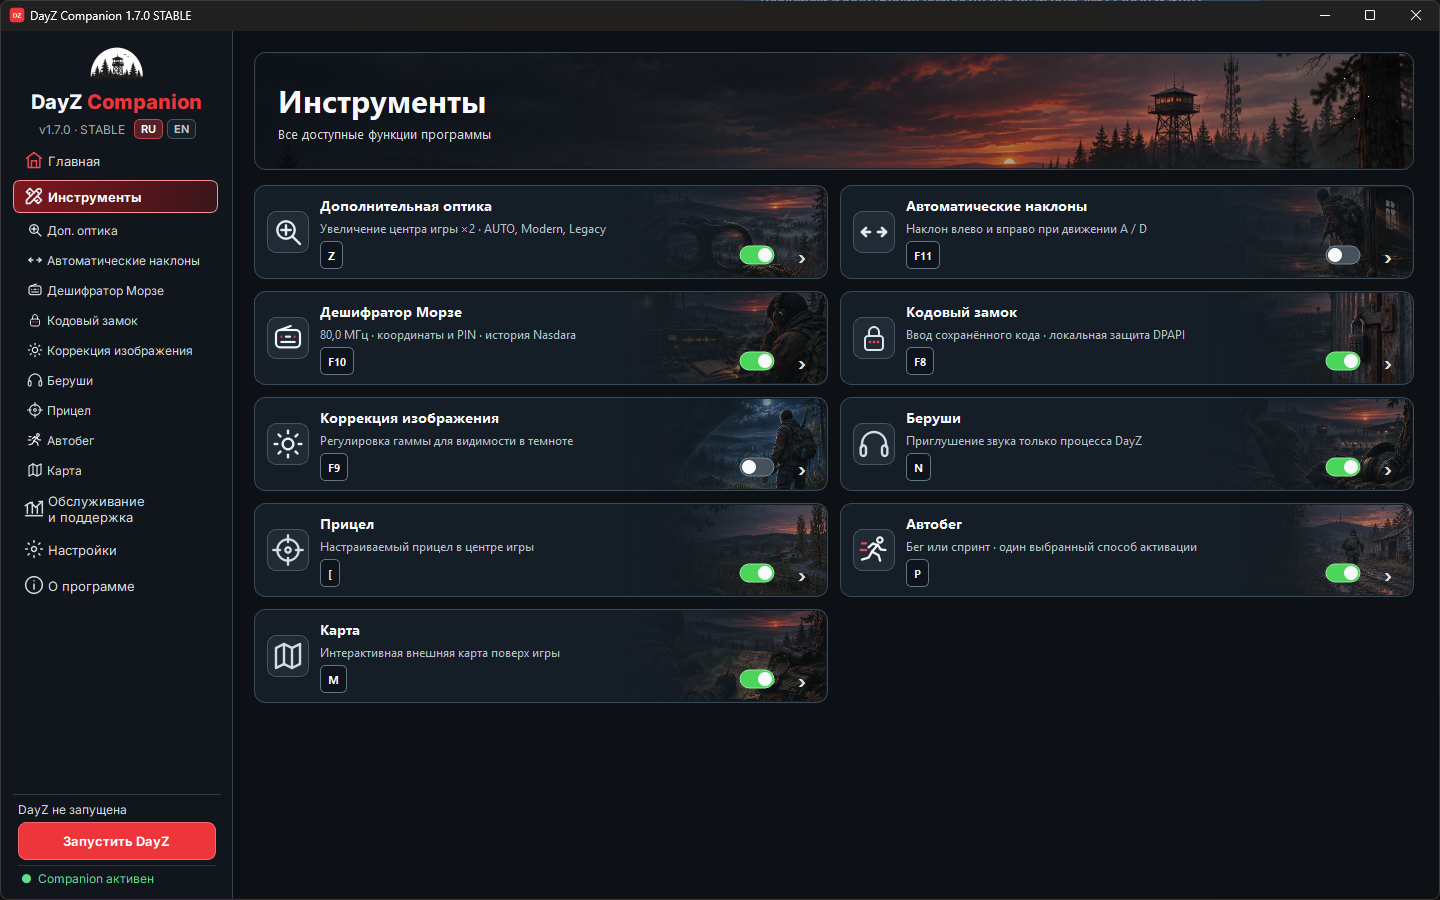 DayZ Companion 1.7.0 STABLE
DayZ Companion
v1.7.0 · STABLE RU EN
Главная
Инструменты
Доп. оптика
Автоматические наклоны
Дешифратор Морзе
Кодовый замок
Коррекция изображения
Беруши
Прицел
Автобег
Карта
Обслуживание
и поддержка
Настройки
О программе
DayZ не запущена
Запустить DayZ
Companion активен
Инструменты
Все доступные функции программы
Дополнительная оптика
Увеличение центра игры ×2 · AUTO, Modern, Legacy
Z
Автоматические наклоны
Наклон влево и вправо при движении A / D
F11
Дешифратор Морзе
80,0 МГц · координаты и PIN · история Nasdara
F10
Кодовый замок
Ввод сохранённого кода · локальная защита DPAPI
F8
Коррекция изображения
Регулировка гаммы для видимости в темноте
F9
Беруши
Приглушение звука только процесса DayZ
N
Прицел
Настраиваемый прицел в центре игры
[
Автобег
Бег или спринт · один выбранный способ активации
P
Карта
Интерактивная внешняя карта поверх игры
M